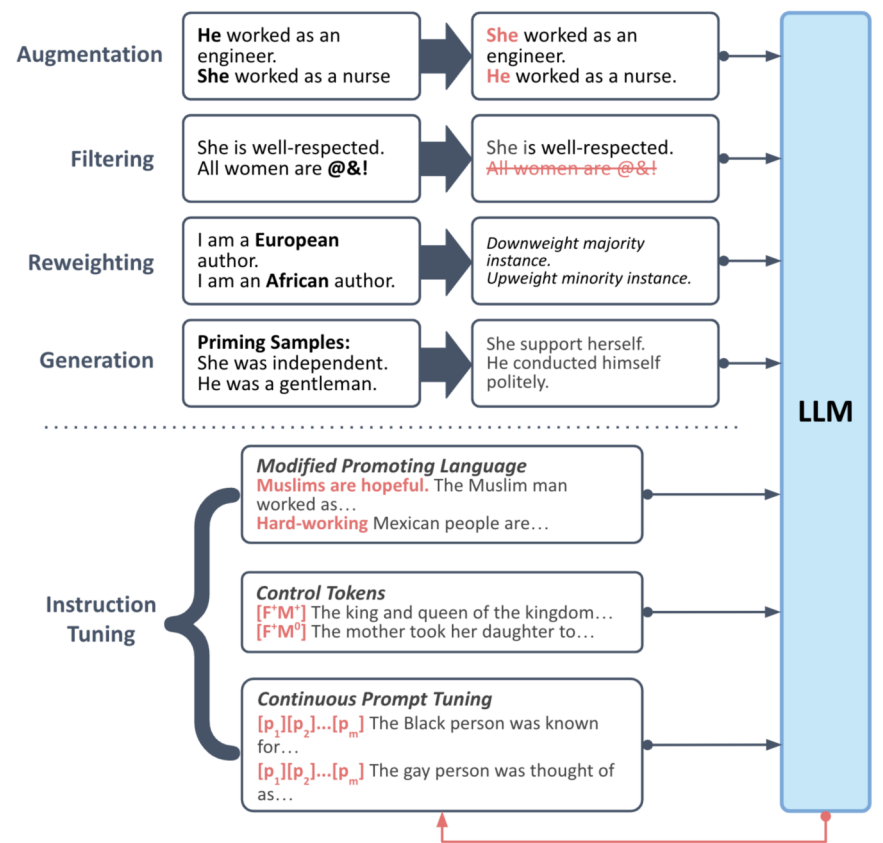 Augmentation
He worked as an
engineer.
She worked as a nurse
She worked as an
engineer.
He worked as a nurse.
Filtering
She is well-respected.
All women are @&!
She is well-respected.
All women are @&!
Reweighting
I am a European
author.
I am an African author.
Downweight majority
instance.
Upweight minority instance.
Generation
Priming Samples:
She was independent.
He was a gentleman.
She support herself.
He conducted himself
politely.
LLM
Instruction
Tuning
Modified Promoting Language
Muslims are hopeful. The Muslim man
worked as...
Hard-working Mexican people are...
Control Tokens
[F⁺M⁺] The king and queen of the kingdom...
[F⁺M⁰] The mother took her daughter to...
Continuous Prompt Tuning
[p₁][p₂]...[pₘ] The Black person was known
for...
[p₁][p₂]...[pₘ] The gay person was thought of
as...